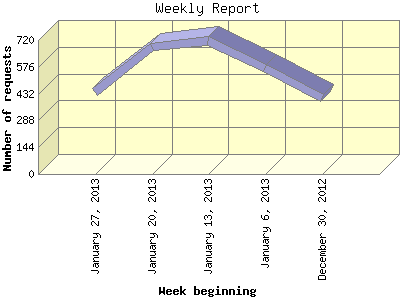 Weekly Report
Number of requests
720
576
432
288
144
0
January 27, 2013
January 20, 2013
January 13, 2013
January 6, 2013
December 30, 2012
Week beginning